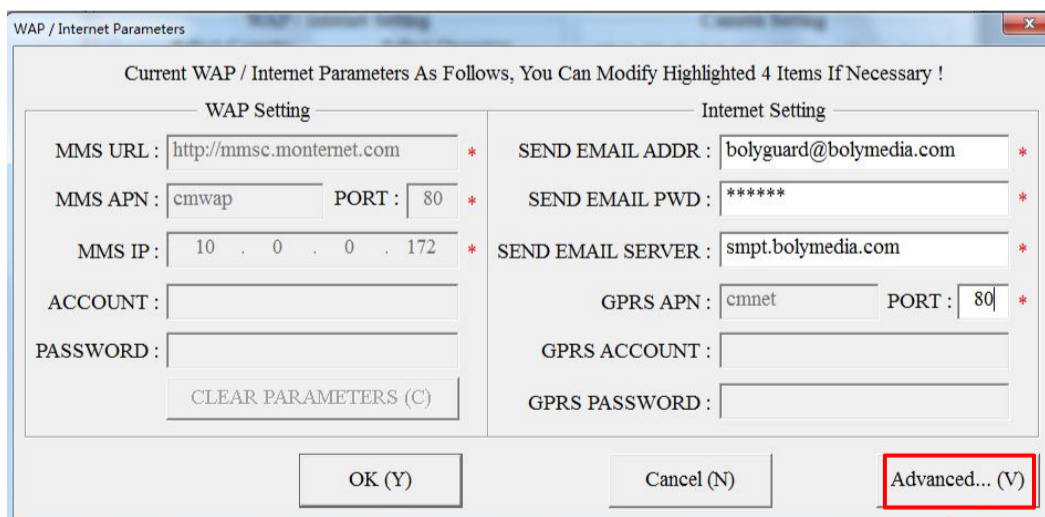 WAP / Internet Parameters
Current WAP / Internet Parameters As Follows, You Can Modify Highlighted 4 Items If Necessary !
WAP Setting
MMS URL : http://mmsc.monternet.com *
MMS APN : cmwap PORT : 80 *
MMS IP : 10 . 0 . 0 . 172 *
ACCOUNT :
PASSWORD :
CLEAR PARAMETERS (C)
Internet Setting
SEND EMAIL ADDR : bolyguard@bolymedia.com *
SEND EMAIL PWD : ****** *
SEND EMAIL SERVER : smpt.bolymedia.com *
GPRS APN : cmnet PORT : 80 *
GPRS ACCOUNT :
GPRS PASSWORD :
OK (Y) Cancel (N) Advanced... (V)